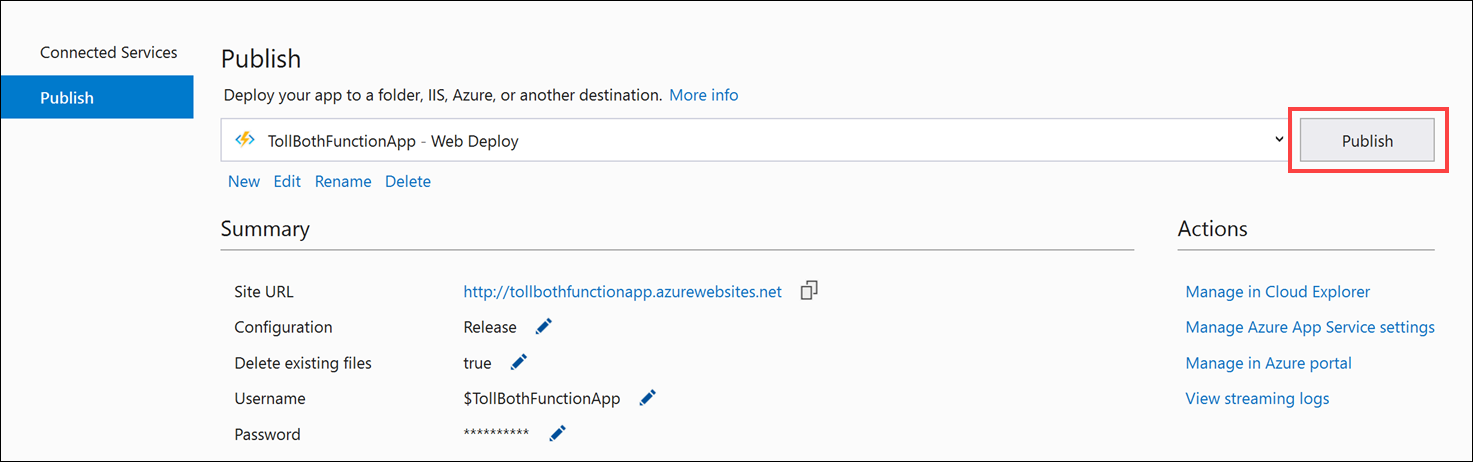 Connected Services
Publish
Publish
Deploy your app to a folder, IIS, Azure, or another destination. More info
TollBothFunctionApp - Web Deploy
Publish
New Edit Rename Delete
Summary
Site URL http://tollbothfunctionapp.azurewebsites.net
Configuration Release
Delete existing files true
Username $TollBothFunctionApp
Password **********
Actions
Manage in Cloud Explorer
Manage Azure App Service settings
Manage in Azure portal
View streaming logs